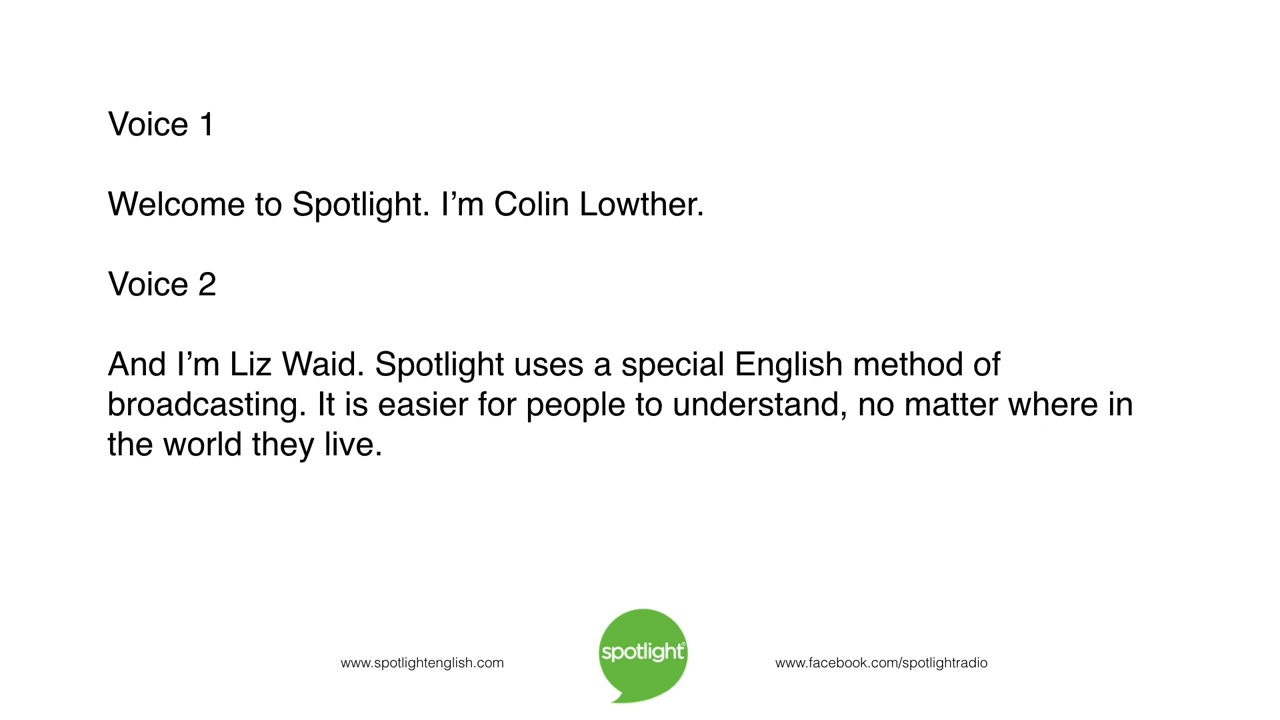 Voice 1
Welcome to Spotlight. I’m Colin Lowther.
Voice 2
And I’m Liz Waid. Spotlight uses a special English method of
broadcasting. It is easier for people to understand, no matter where in
the world they live.
www.spotlightenglish.com
spotlight®
www.facebook.com/spotlightradio